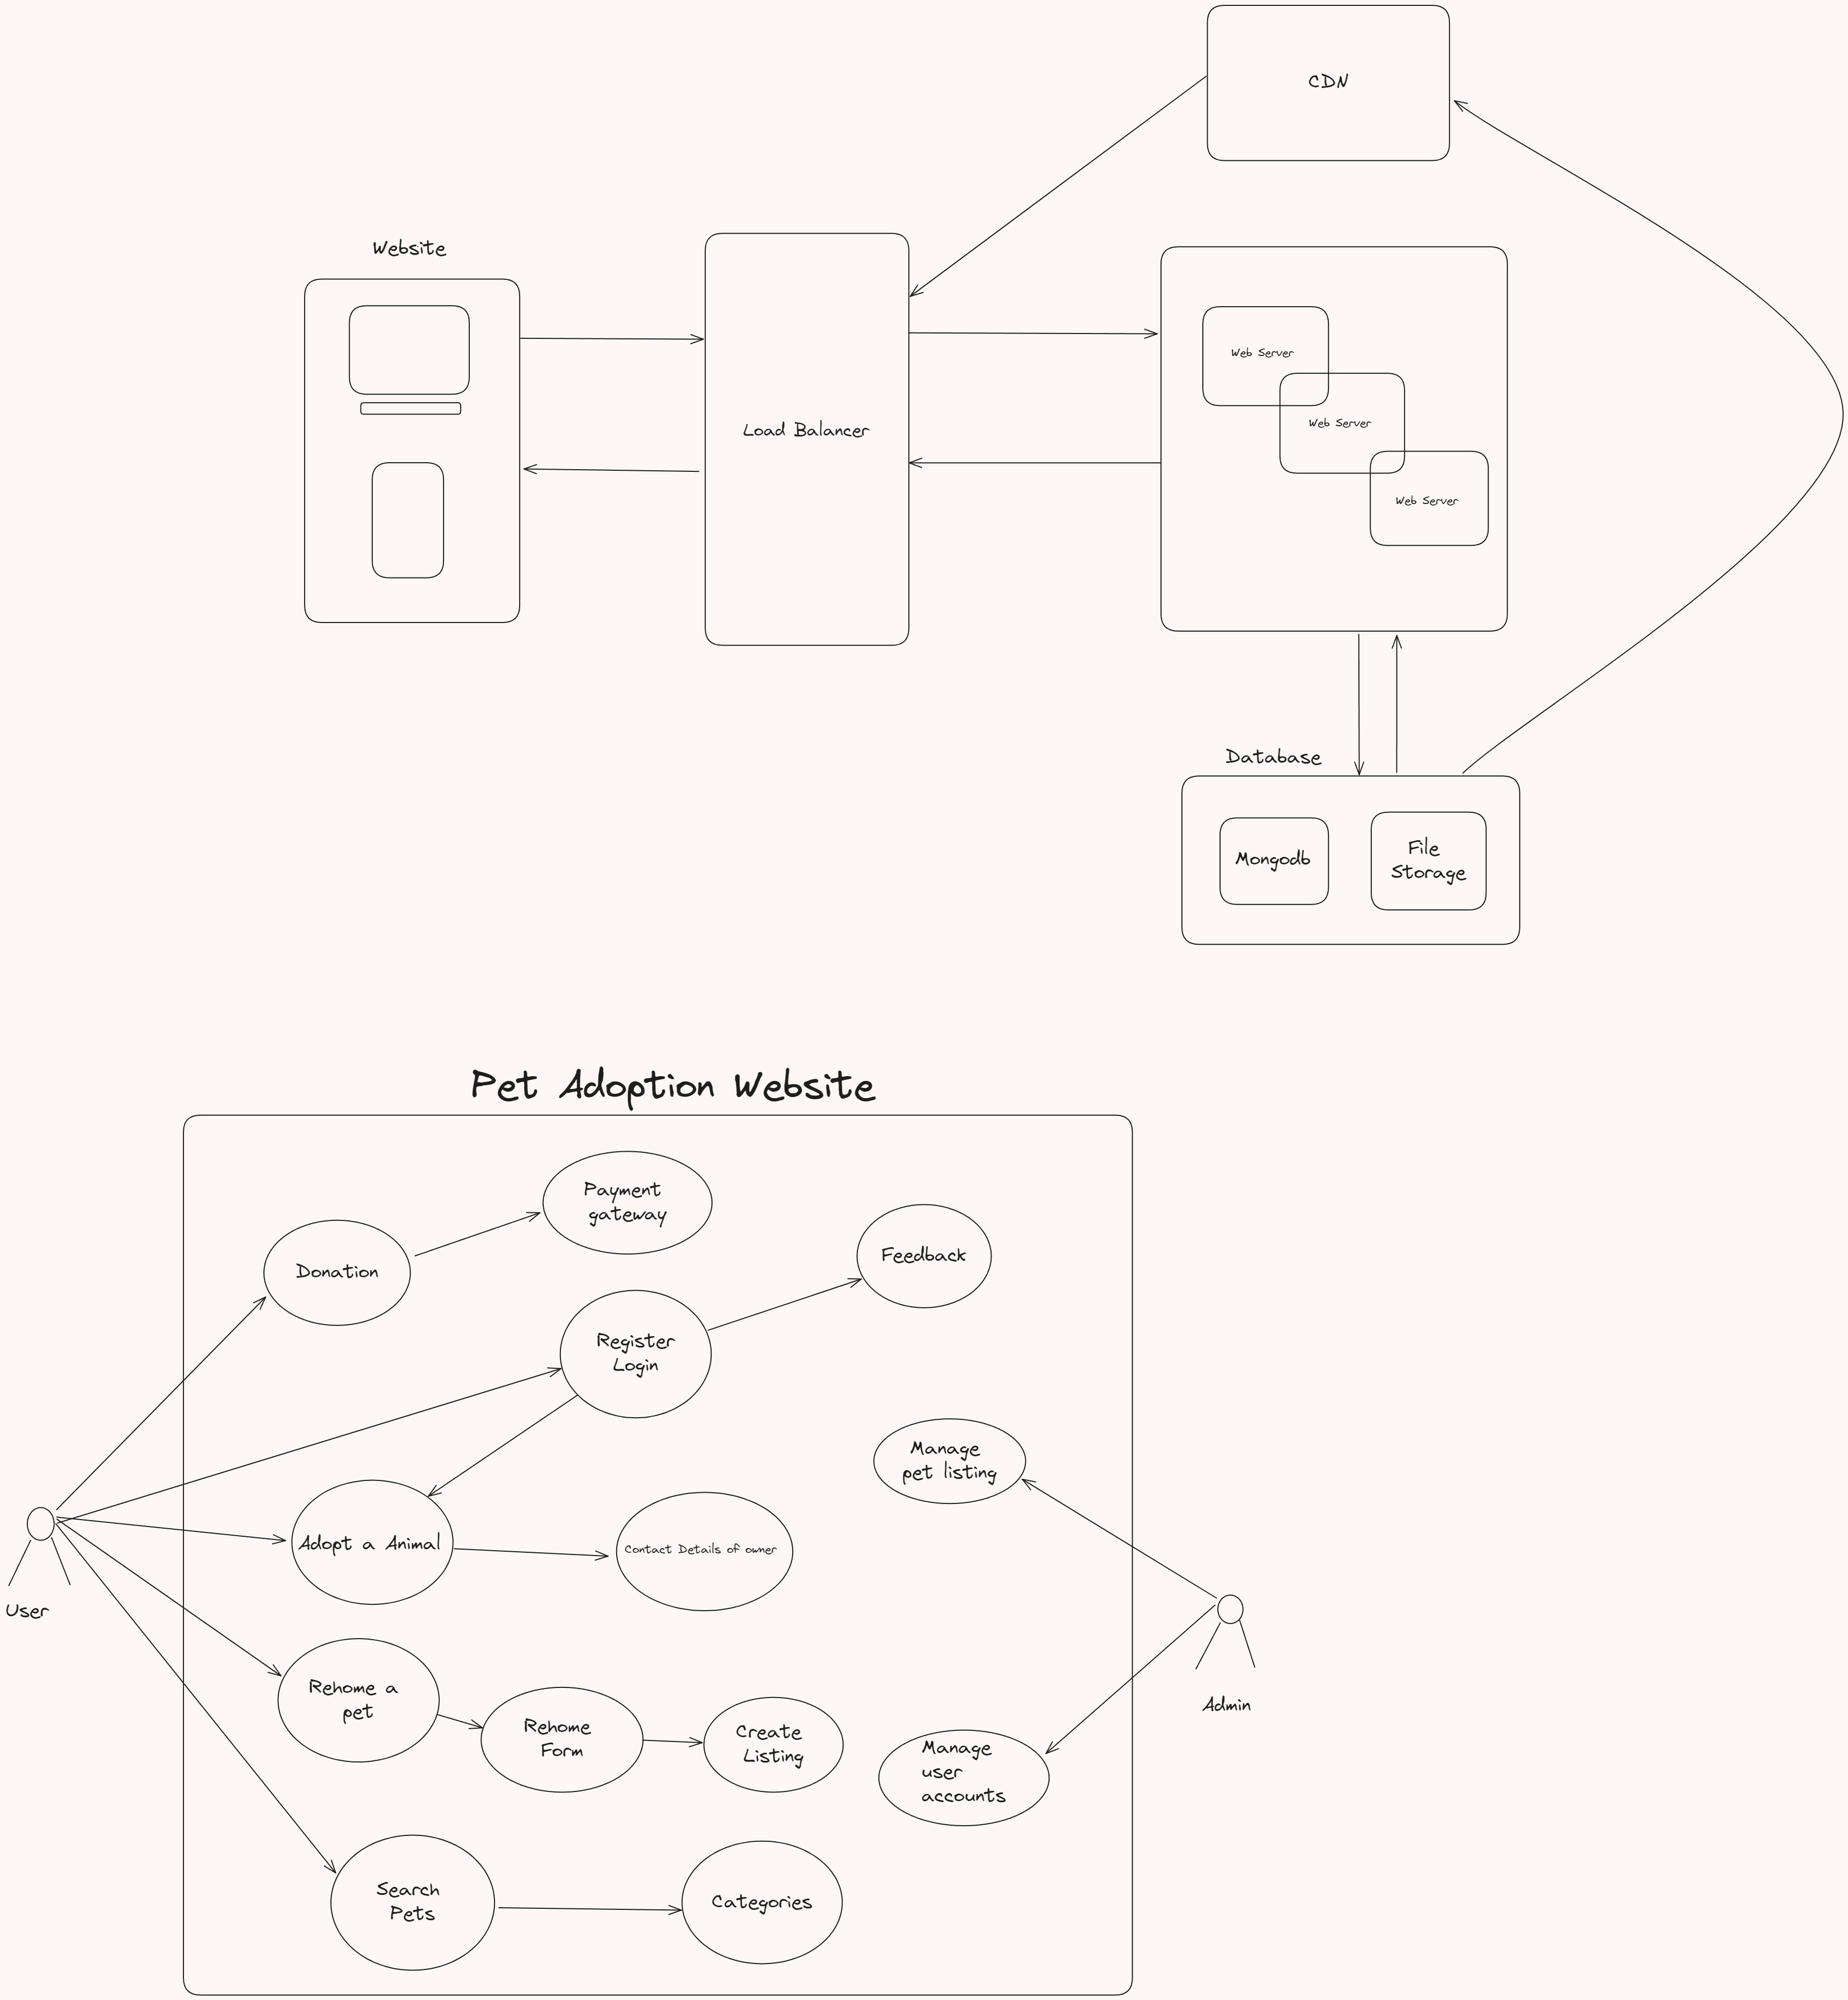 CDN
Website
Web Server
Web Server
Load Balancer
Web Server
Database
Mongodb
File
Storage
Pet Adoption Website
Payment
gateway
Feedback
Donation
Register
Login
Manage
pet listing
Adopt a Animal
Contact Details of owner
User
Rehome a
pet
Admin
Rehome
Form
Create
Listing
Manage
user
accounts
Search
Pets
Categories